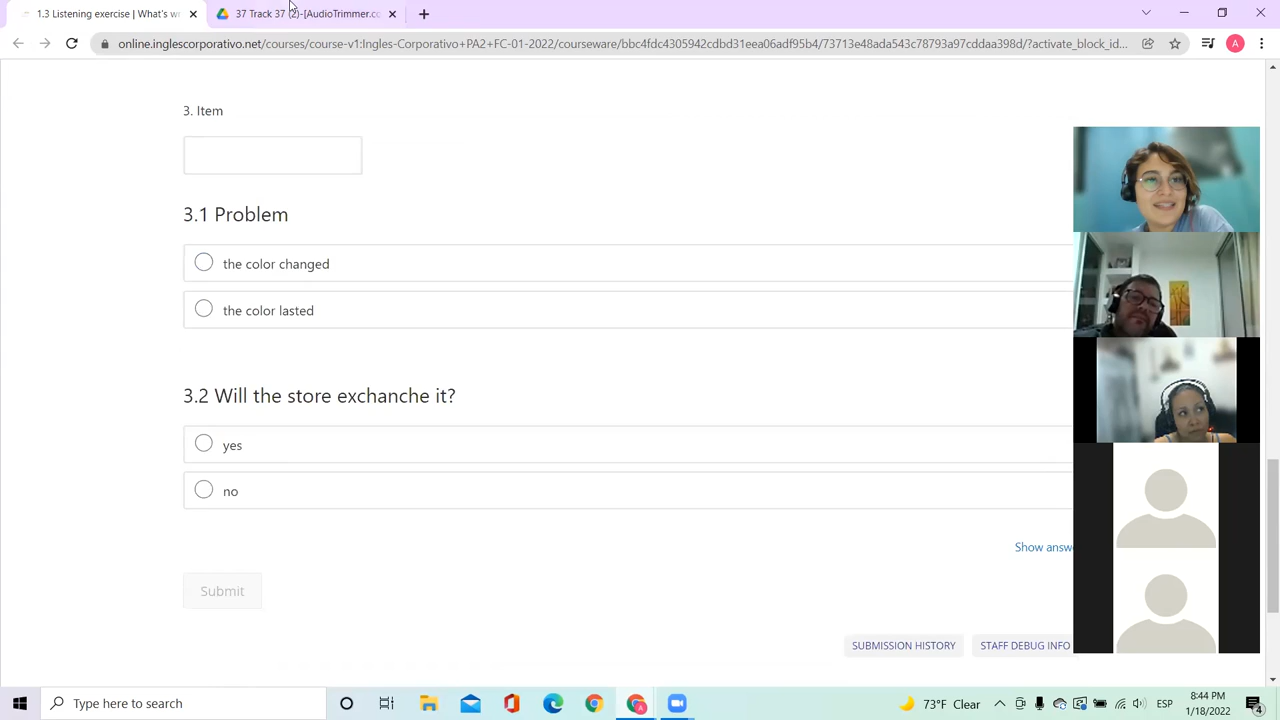 1.3 Listening exercise | What's wr
37 Track 37 (2)-[AudioTrimmer.co
online.inglescorporativo.net/courses/course-v1:Ingles-Corporativo+PA2+FC-01-2022/courseware/bbc4fdc4305942cdbd31eea06adf95b4/73713e48ada543c78793a97cddaa398d/?activate_block_id...
A
3. Item
3.1 Problem
the color changed
the color lasted
3.2 Will the store exchanche it?
yes
no
Show answ
Submit
SUBMISSION HISTORY
STAFF DEBUG INFO
Type here to search
A
73°F Clear
ESP
8:44 PM
1/18/2022
4